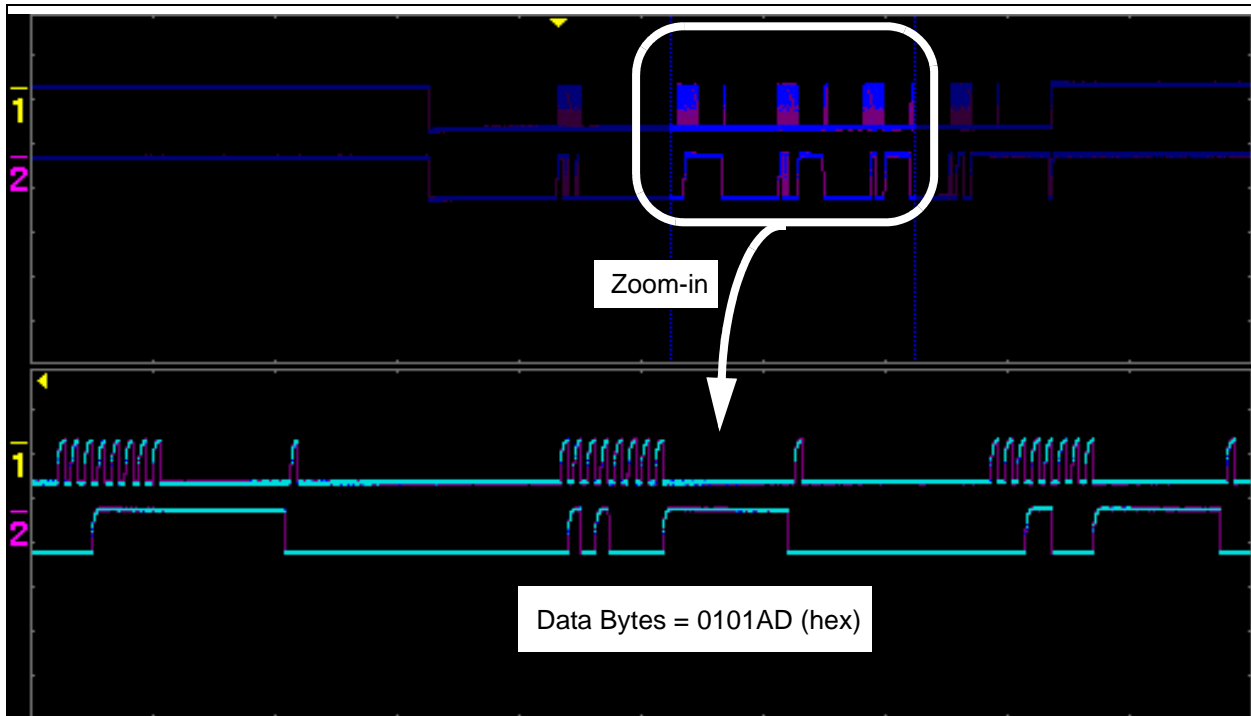 1
2
Zoom-in
1
2
Data Bytes = 0101AD (hex)